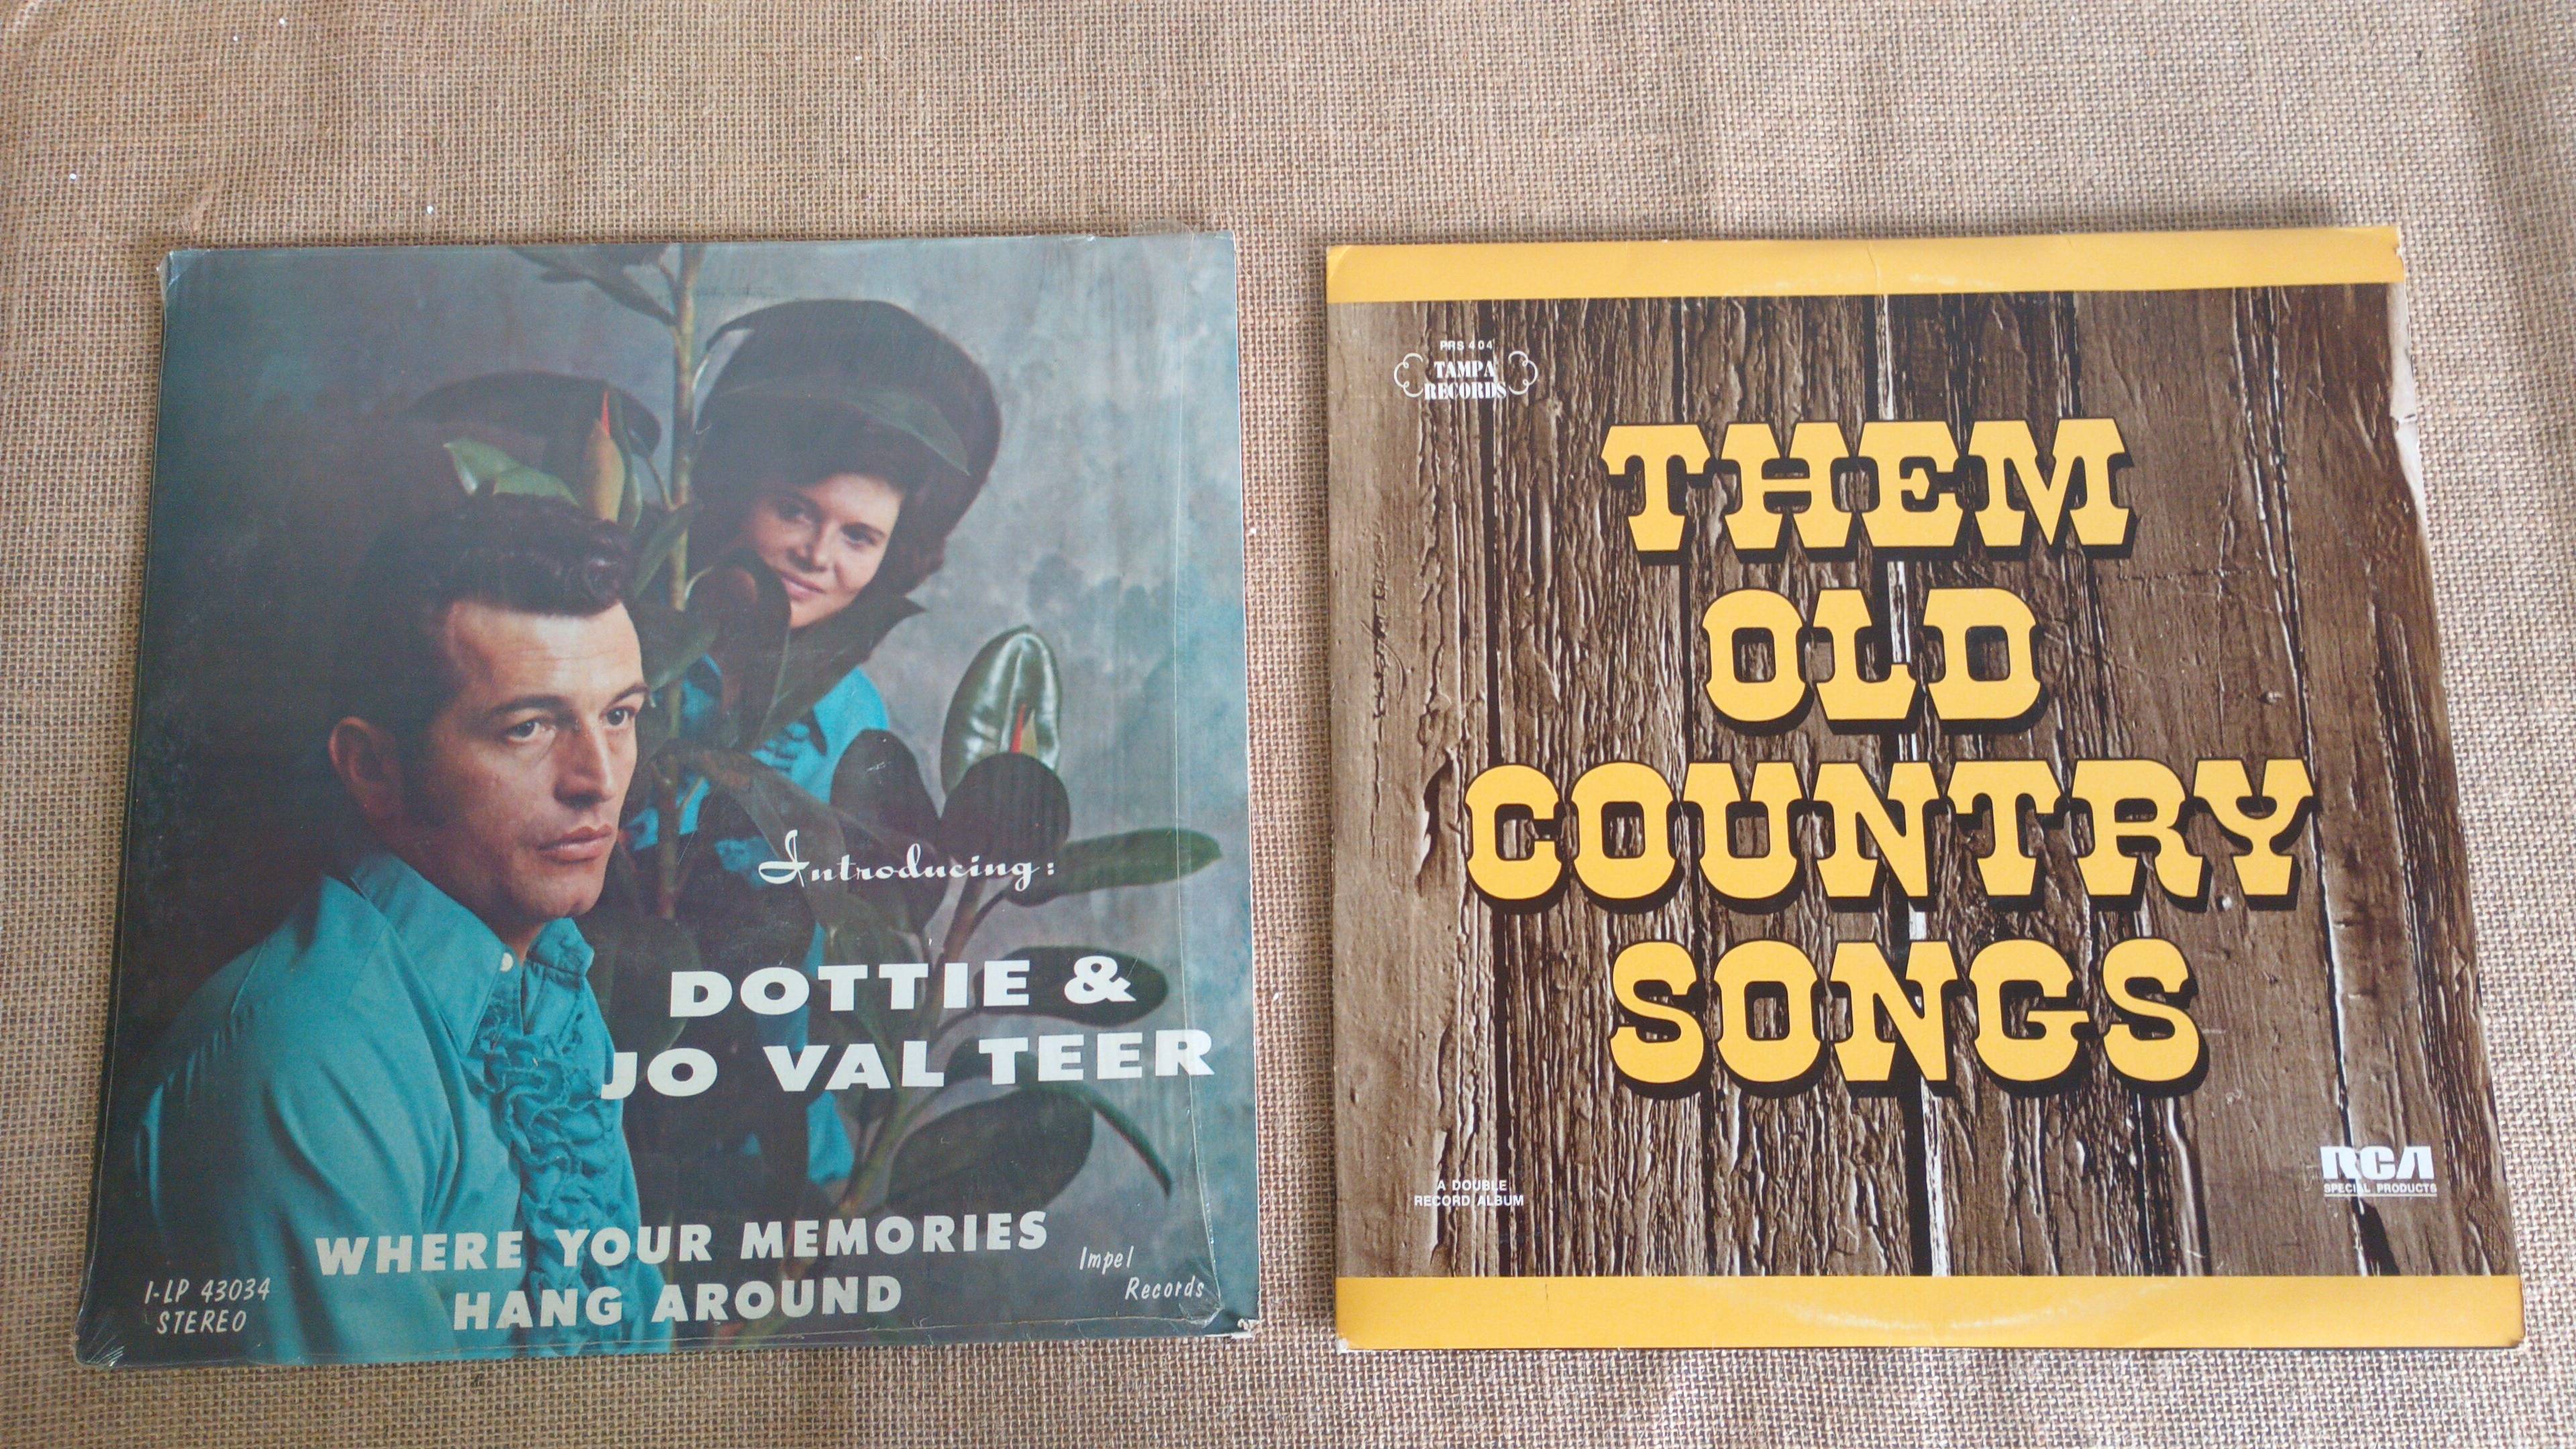 Introducing:
DOTTIE &
JO VAL TEER
WHERE YOUR MEMORIES
HANG AROUND
I-LP 43034
STEREO
Impel
Records
PRS 404
TAMPA
RECORDS
THEM
OLD
COUNTRY
SONGS
A DOUBLE
RECORD ALBUM
RCA
SPECIAL PRODUCTS